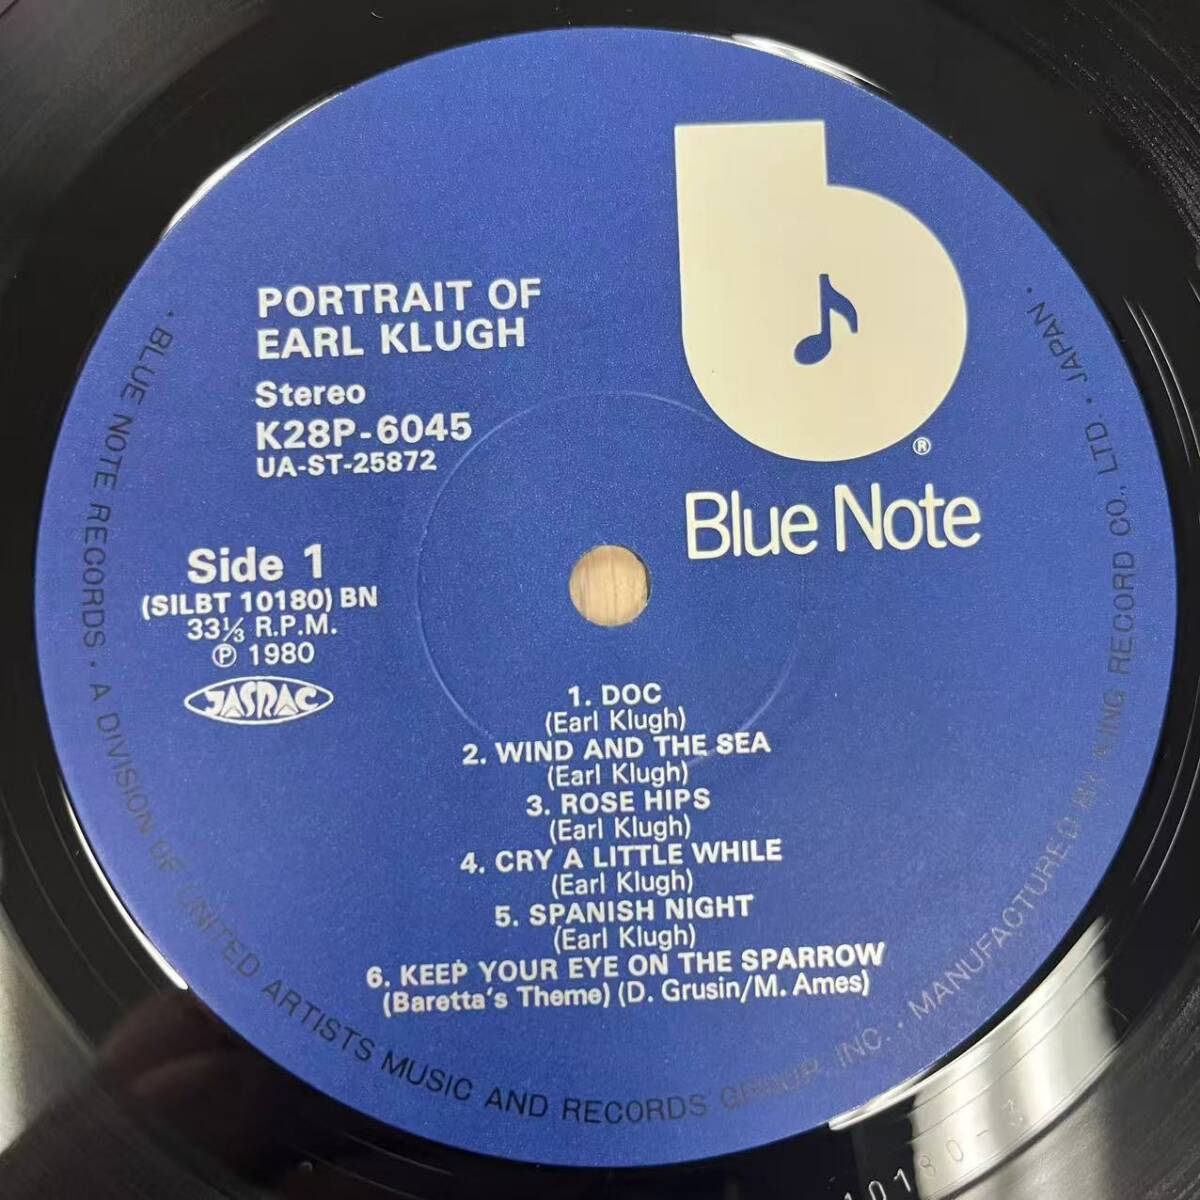 PORTRAIT OF
EARL KLUGH
Stereo
K28P-6045
UA-ST-25872
Side 1
(SILBT 10180) BN
33⅓ R.P.M.
℗ 1980
JASRAC
b
®
Blue Note
1. DOC
(Earl Klugh)
2. WIND AND THE SEA
(Earl Klugh)
3. ROSE HIPS
(Earl Klugh)
4. CRY A LITTLE WHILE
(Earl Klugh)
5. SPANISH NIGHT
(Earl Klugh)
6. KEEP YOUR EYE ON THE SPARROW
(Baretta's Theme) (D. Grusin/M. Ames)
· BLUE NOTE RECORDS · A DIVISION OF UNITED ARTISTS MUSIC AND RECORDS GROUP, INC. · MANUFACTURED BY KING RECORD CO., LTD. · JAPAN ·
10180-3